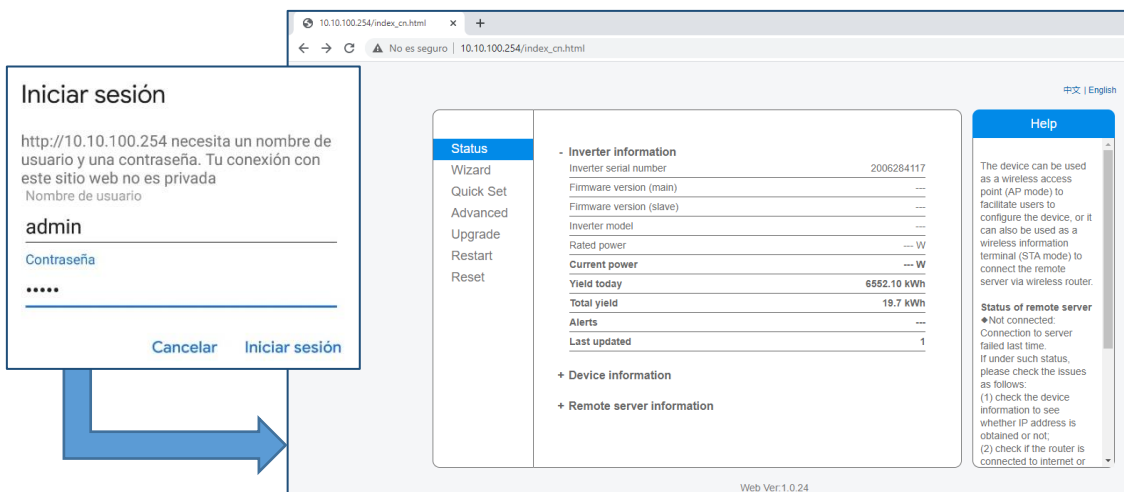 10.10.100.254/index_cn.html
No es seguro | 10.10.100.254/index_cn.html
Iniciar sesión
http://10.10.100.254 necesita un nombre de
usuario y una contraseña. Tu conexión con
este sitio web no es privada
Nombre de usuario
admin
Contraseña
•••••
Cancelar Iniciar sesión
中文 | English
Status
Wizard
Quick Set
Advanced
Upgrade
Restart
Reset
- Inverter information
Inverter serial number 2006284117
Firmware version (main) ---
Firmware version (slave) ---
Inverter model ---
Rated power --- W
Current power --- W
Yield today 6552.10 kWh
Total yield 19.7 kWh
Alerts ---
Last updated 1
+ Device information
+ Remote server information
Help
The device can be used
as a wireless access
point (AP mode) to
facilitate users to
configure the device, or it
can also be used as a
wireless information
terminal (STA mode) to
connect the remote
server via wireless router.
Status of remote server
◆Not connected:
Connection to server
failed last time.
If under such status,
please check the issues
as follows:
(1) check the device
information to see
whether IP address is
obtained or not;
(2) check if the router is
connected to internet or
Web Ver:1.0.24